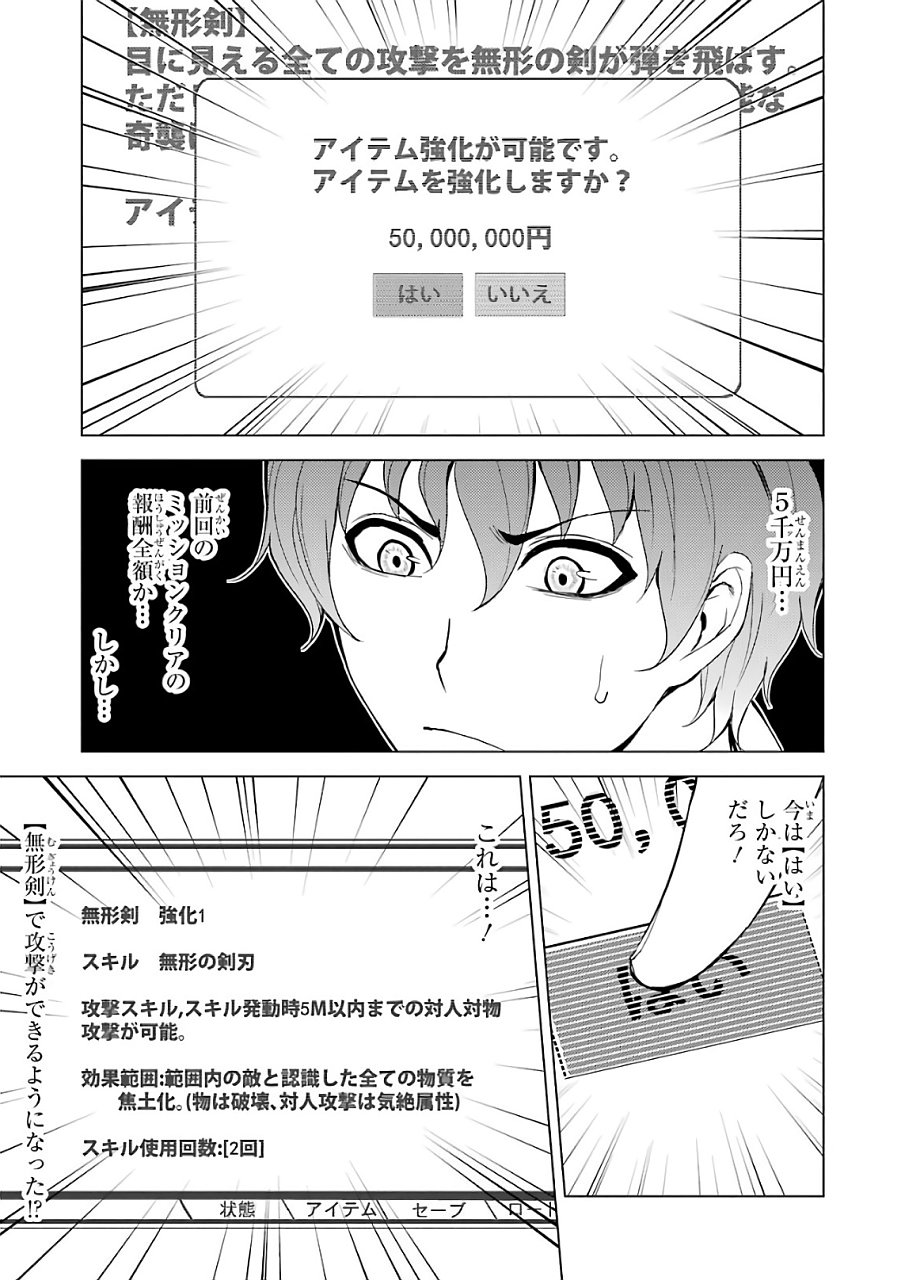 【無形剣】
目に見える全ての攻撃を無形の剣が弾き飛ばす。
ただし
な
奇襲
アイ
アイテム強化が可能です。
アイテムを強化しますか？
50,000,000円
はい
いいえ
5千万円…
前回の
ミッションクリアの
報酬全額か…
しかし…
50,0
はい
今は【はい】
しかない
だろ！
これは…！
無形剣　強化1
スキル　無形の剣刃
攻撃スキル,スキル発動時5M以内までの対人対物
攻撃が可能。
効果範囲:範囲内の敵と認識した全ての物質を
焦土化。(物は破壊、対人攻撃は気絶属性)
スキル使用回数:[2回]
状態
アイテム
セーブ
ロー
【無形剣】で攻撃ができるようになった!?